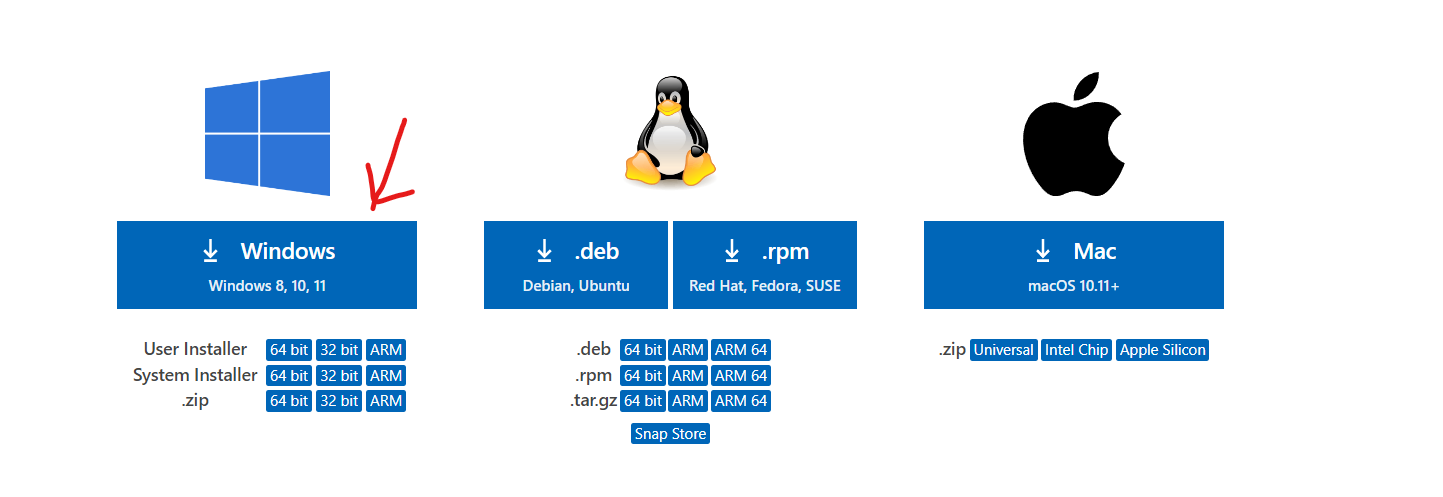 Windows
Windows 8, 10, 11
User Installer 64 bit 32 bit ARM
System Installer 64 bit 32 bit ARM
.zip 64 bit 32 bit ARM
.deb
Debian, Ubuntu
.rpm
Red Hat, Fedora, SUSE
.deb 64 bit ARM ARM 64
.rpm 64 bit ARM ARM 64
.tar.gz 64 bit ARM ARM 64
Snap Store
Mac
macOS 10.11+
.zip Universal Intel Chip Apple Silicon